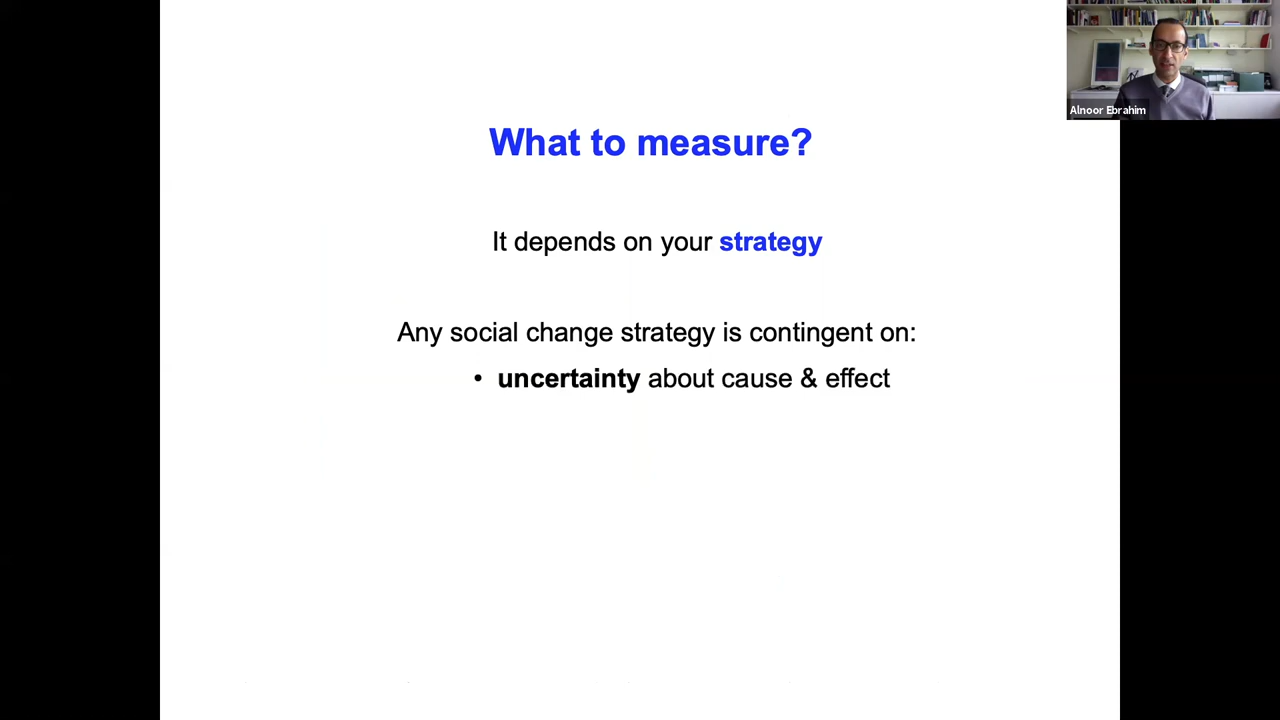 Alnoor Ebrahim
What to measure?
It depends on your strategy
Any social change strategy is contingent on:
• uncertainty about cause & effect